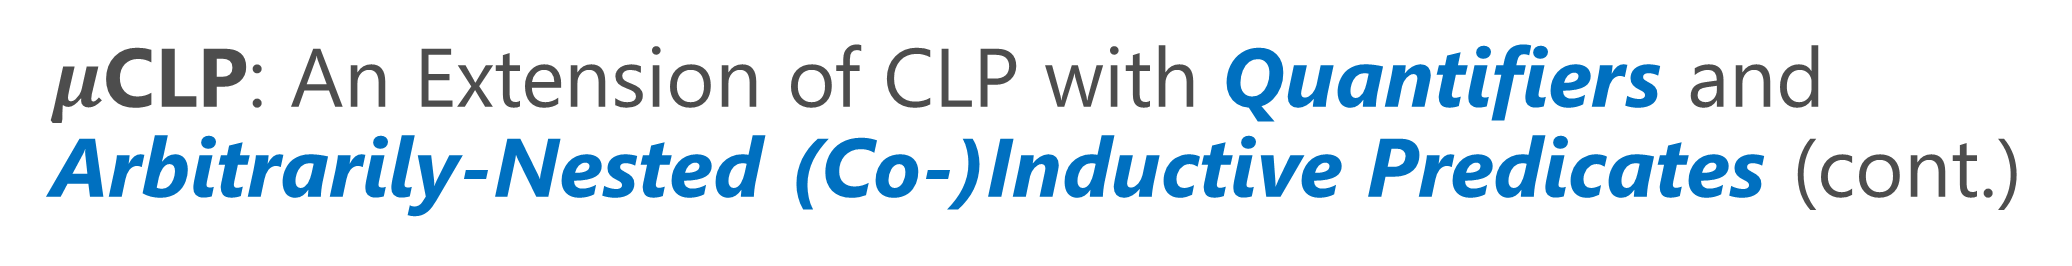 μCLP: An Extension of CLP with Quantifiers and
Arbitrarily-Nested (Co-)Inductive Predicates (cont.)